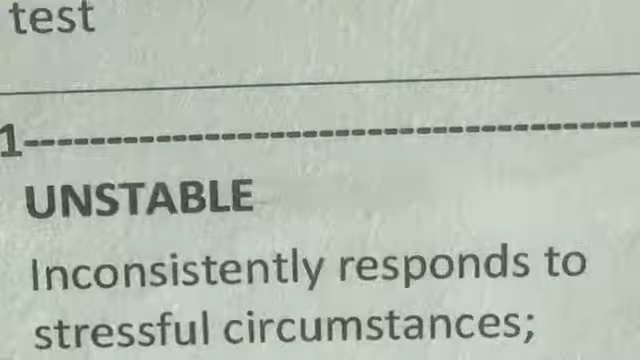 test
1--------------------------------------
UNSTABLE
Inconsistently responds to
stressful circumstances;